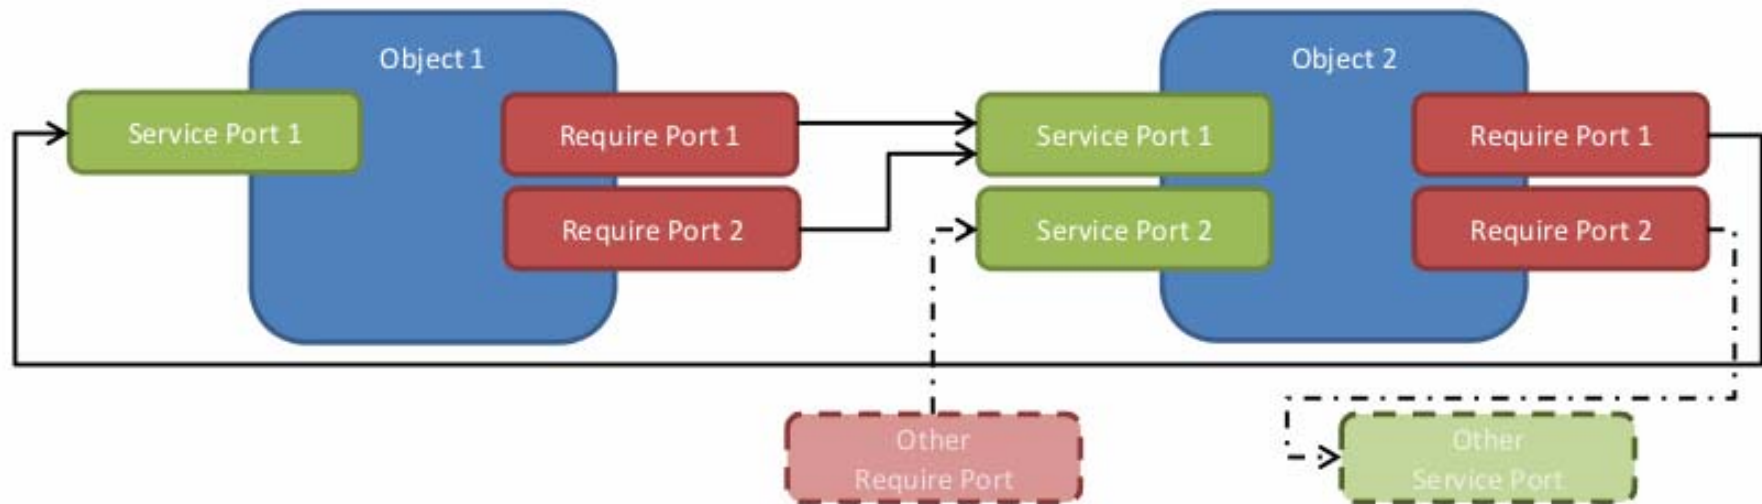 Object 1
Object 2
Service Port 1
Require Port 1
Service Port 1
Require Port 1
Require Port 2
Service Port 2
Require Port 2
Other
Require Port
Other
Service Port